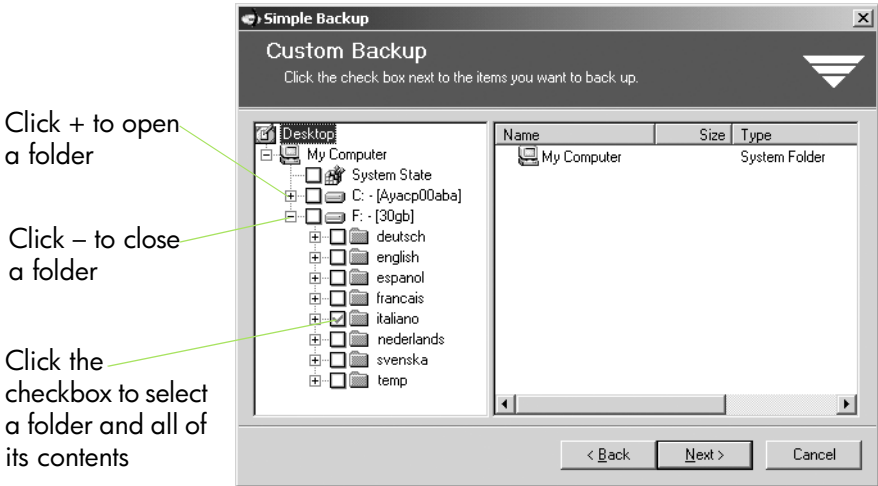 Simple Backup
Custom Backup
Click the check box next to the items you want to back up.
Click + to open
a folder
Click – to close
a folder
Click the
checkbox to select
a folder and all of
its contents
Desktop
My Computer
System State
C: - [Ayacp00aba]
F: - [30gb]
deutsch
english
espanol
francais
italiano
nederlands
svenska
temp
Name Size Type
My Computer System Folder
< Back Next > Cancel